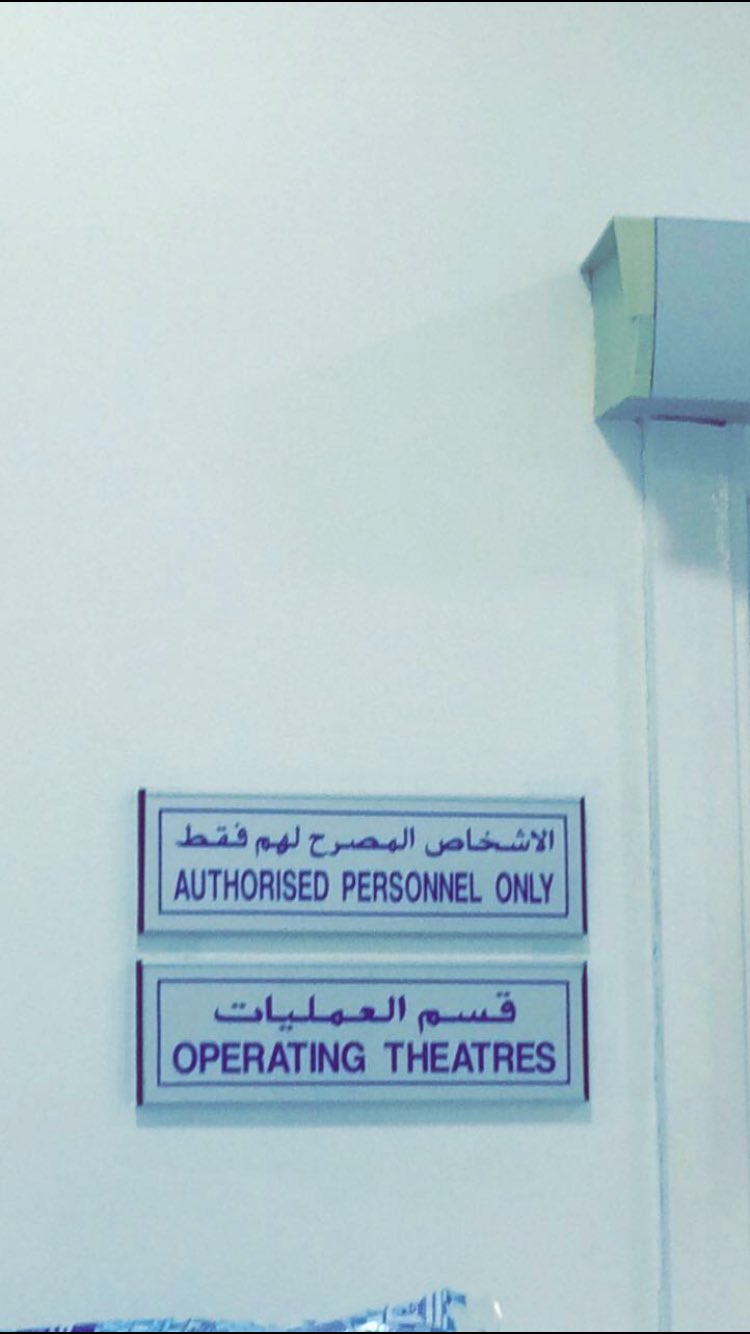 الاشخاص المصرح لهم فقط
AUTHORISED PERSONNEL ONLY
قسم العمليات
OPERATING THEATRES